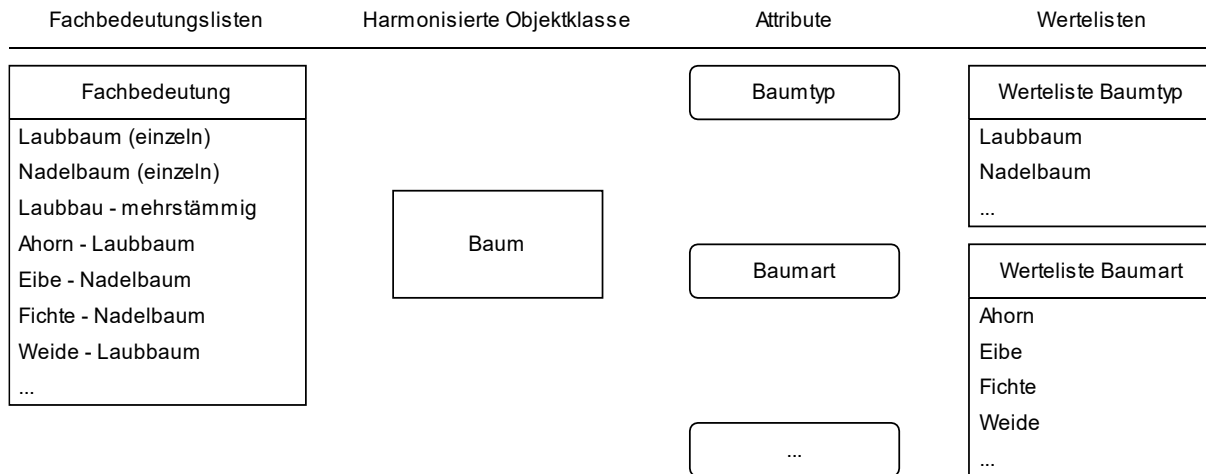 Fachbedeutungslisten
Harmonisierte Objektklasse
Attribute
Wertelisten
Fachbedeutung
Laubbaum (einzeln)
Nadelbaum (einzeln)
Laubbau - mehrstämmig
Ahorn - Laubbaum
Eibe - Nadelbaum
Fichte - Nadelbaum
Weide - Laubbaum
...
Baum
Baumtyp
Baumart
...
Werteliste Baumtyp
Laubbaum
Nadelbaum
...
Werteliste Baumart
Ahorn
Eibe
Fichte
Weide
...